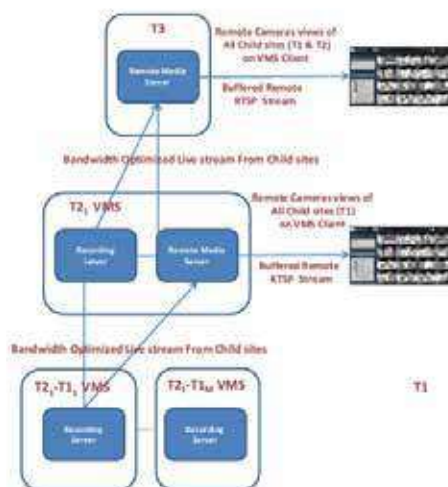 T3
Remote Media
Server
Remote Cameras views of
All Child sites (T1 & T2)
on VMS Client
Buffered Remote
RTSP Stream
Bandwidth Optimized Live stream From Child sites
T2₁ VMS
Recording
Remote Media
Server
Remote Cameras views of
All Child sites (T1)
on VMS Client
Buffered Remote
RTSP Stream
Bandwidth Optimized Live stream From Child sites
T2₁-T1₁ VMS
Recording
Server
T2₁-T1ₘ VMS
Recording
Server
T1